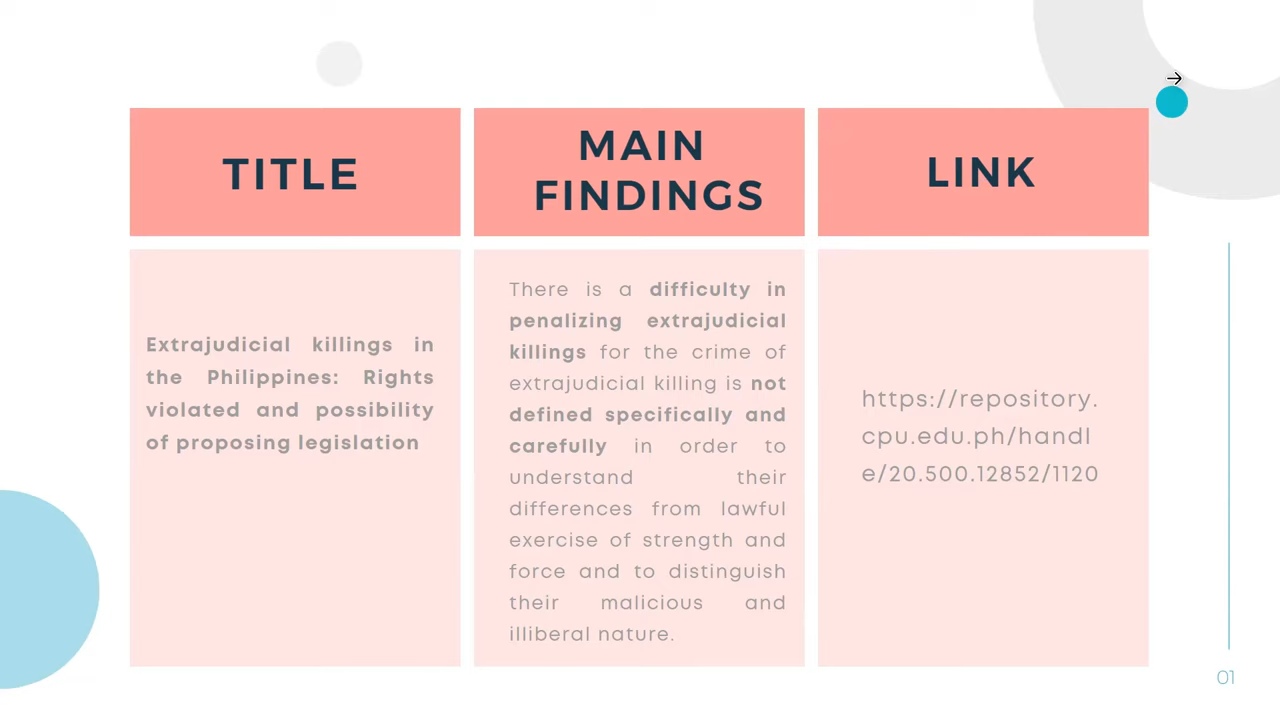 TITLE
MAIN
FINDINGS
LINK
Extrajudicial killings in
the Philippines: Rights
violated and possibility
of proposing legislation
There is a difficulty in
penalizing extrajudicial
killings for the crime of
extrajudicial killing is not
defined specifically and
carefully in order to
understand their
differences from lawful
exercise of strength and
force and to distinguish
their malicious and
illiberal nature.
https://repository.
cpu.edu.ph/handl
e/20.500.12852/1120
01